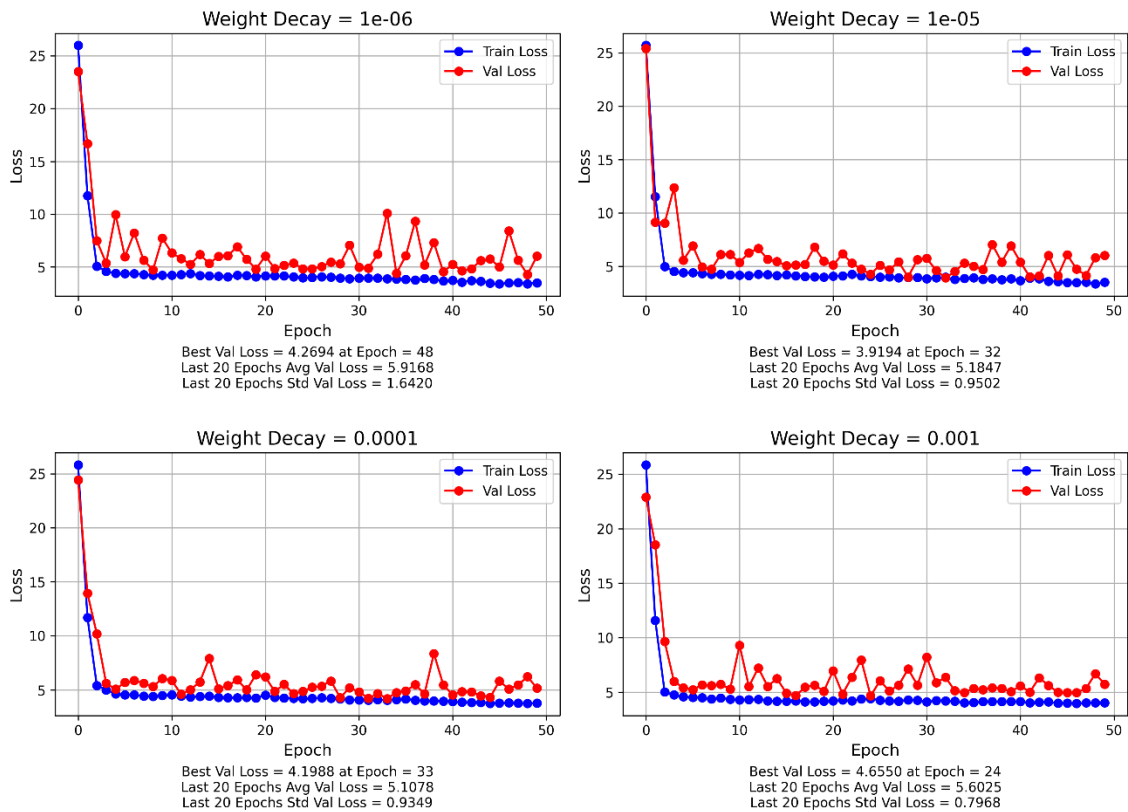 Weight Decay = 1e-06
25
20
15
10
5
Loss
Train Loss
Val Loss
0 10 20 30 40 50
Epoch
Best Val Loss = 4.2694 at Epoch = 48
Last 20 Epochs Avg Val Loss = 5.9168
Last 20 Epochs Std Val Loss = 1.6420
Weight Decay = 1e-05
25
20
15
10
5
Loss
Train Loss
Val Loss
0 10 20 30 40 50
Epoch
Best Val Loss = 3.9194 at Epoch = 32
Last 20 Epochs Avg Val Loss = 5.1847
Last 20 Epochs Std Val Loss = 0.9502
Weight Decay = 0.0001
25
20
15
10
5
Loss
Train Loss
Val Loss
0 10 20 30 40 50
Epoch
Best Val Loss = 4.1988 at Epoch = 33
Last 20 Epochs Avg Val Loss = 5.1078
Last 20 Epochs Std Val Loss = 0.9349
Weight Decay = 0.001
25
20
15
10
5
Loss
Train Loss
Val Loss
0 10 20 30 40 50
Epoch
Best Val Loss = 4.6550 at Epoch = 24
Last 20 Epochs Avg Val Loss = 5.6025
Last 20 Epochs Std Val Loss = 0.7968